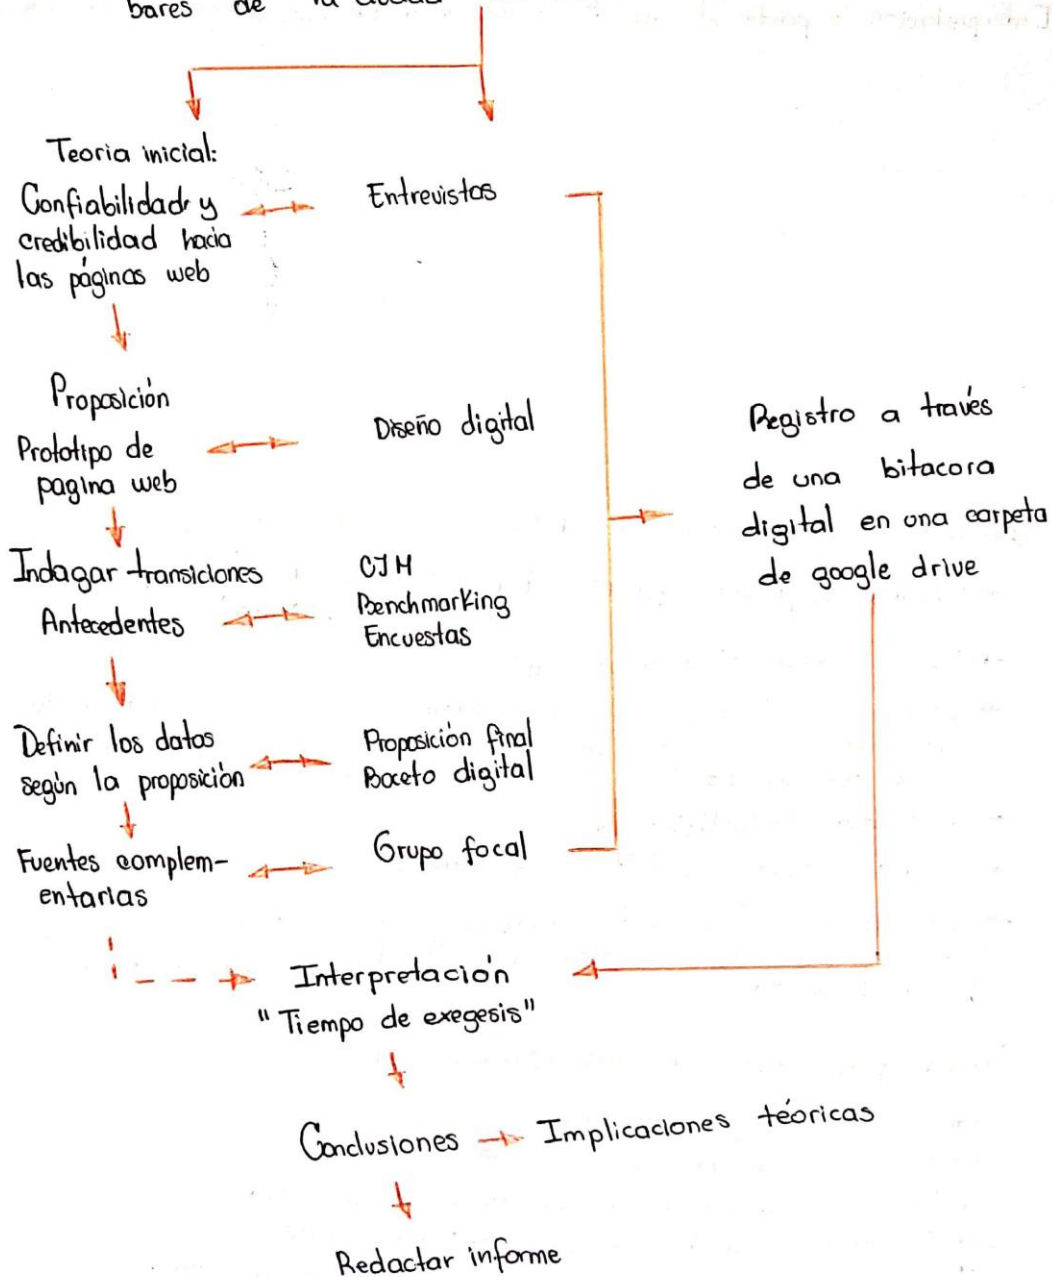 bares de la
Teoria inicial:
Confiabilidad y
credibilidad hacia
las páginas web
Entrevistas
Proposición
Prototipo de
pagina web
Diseño digital
Indagar transiciones
Antecedentes
CJM
Benchmarking
Encuestas
Definir los datos
según la proposición
Proposición final
Boceto digital
Fuentes complem-
entarias
Grupo focal
Registro a través
de una bitacora
digital en una carpeta
de google drive
Interpretación
"Tiempo de exegesis"
Conclusiones
Implicaciones téoricas
Redactar informe